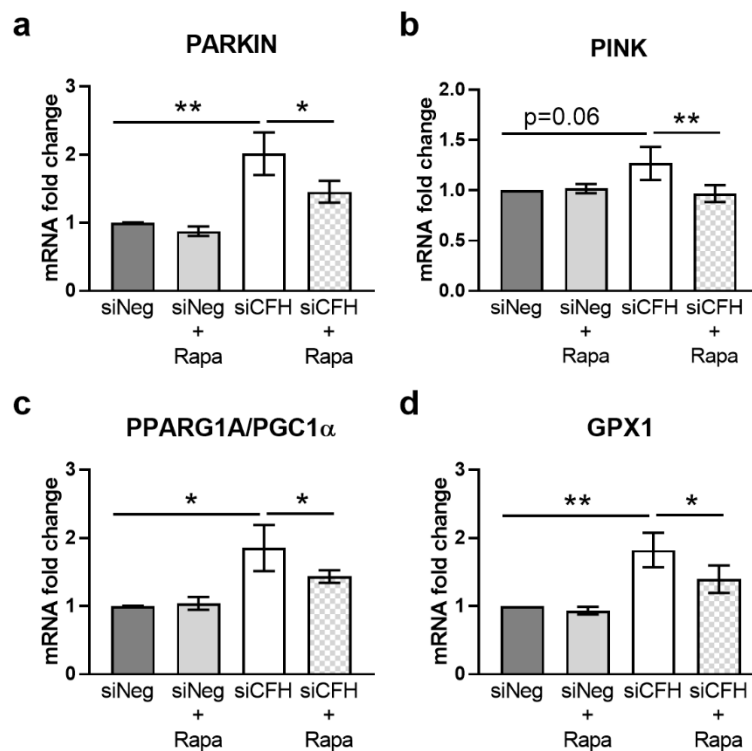 a
PARKIN
mRNA fold change
3
2
1
0
**
*
siNeg
siNeg
+
Rapa
siCFH
siCFH
+
Rapa
b
PINK
mRNA fold change
2.0
1.5
1.0
0.5
0.0
p=0.06
**
siNeg
siNeg
+
Rapa
siCFH
siCFH
+
Rapa
c
PPARG1A/PGC1α
mRNA fold change
3
2
1
0
*
*
siNeg
siNeg
+
Rapa
siCFH
siCFH
+
Rapa
d
GPX1
mRNA fold change
3
2
1
0
**
*
siNeg
siNeg
+
Rapa
siCFH
siCFH
+
Rapa